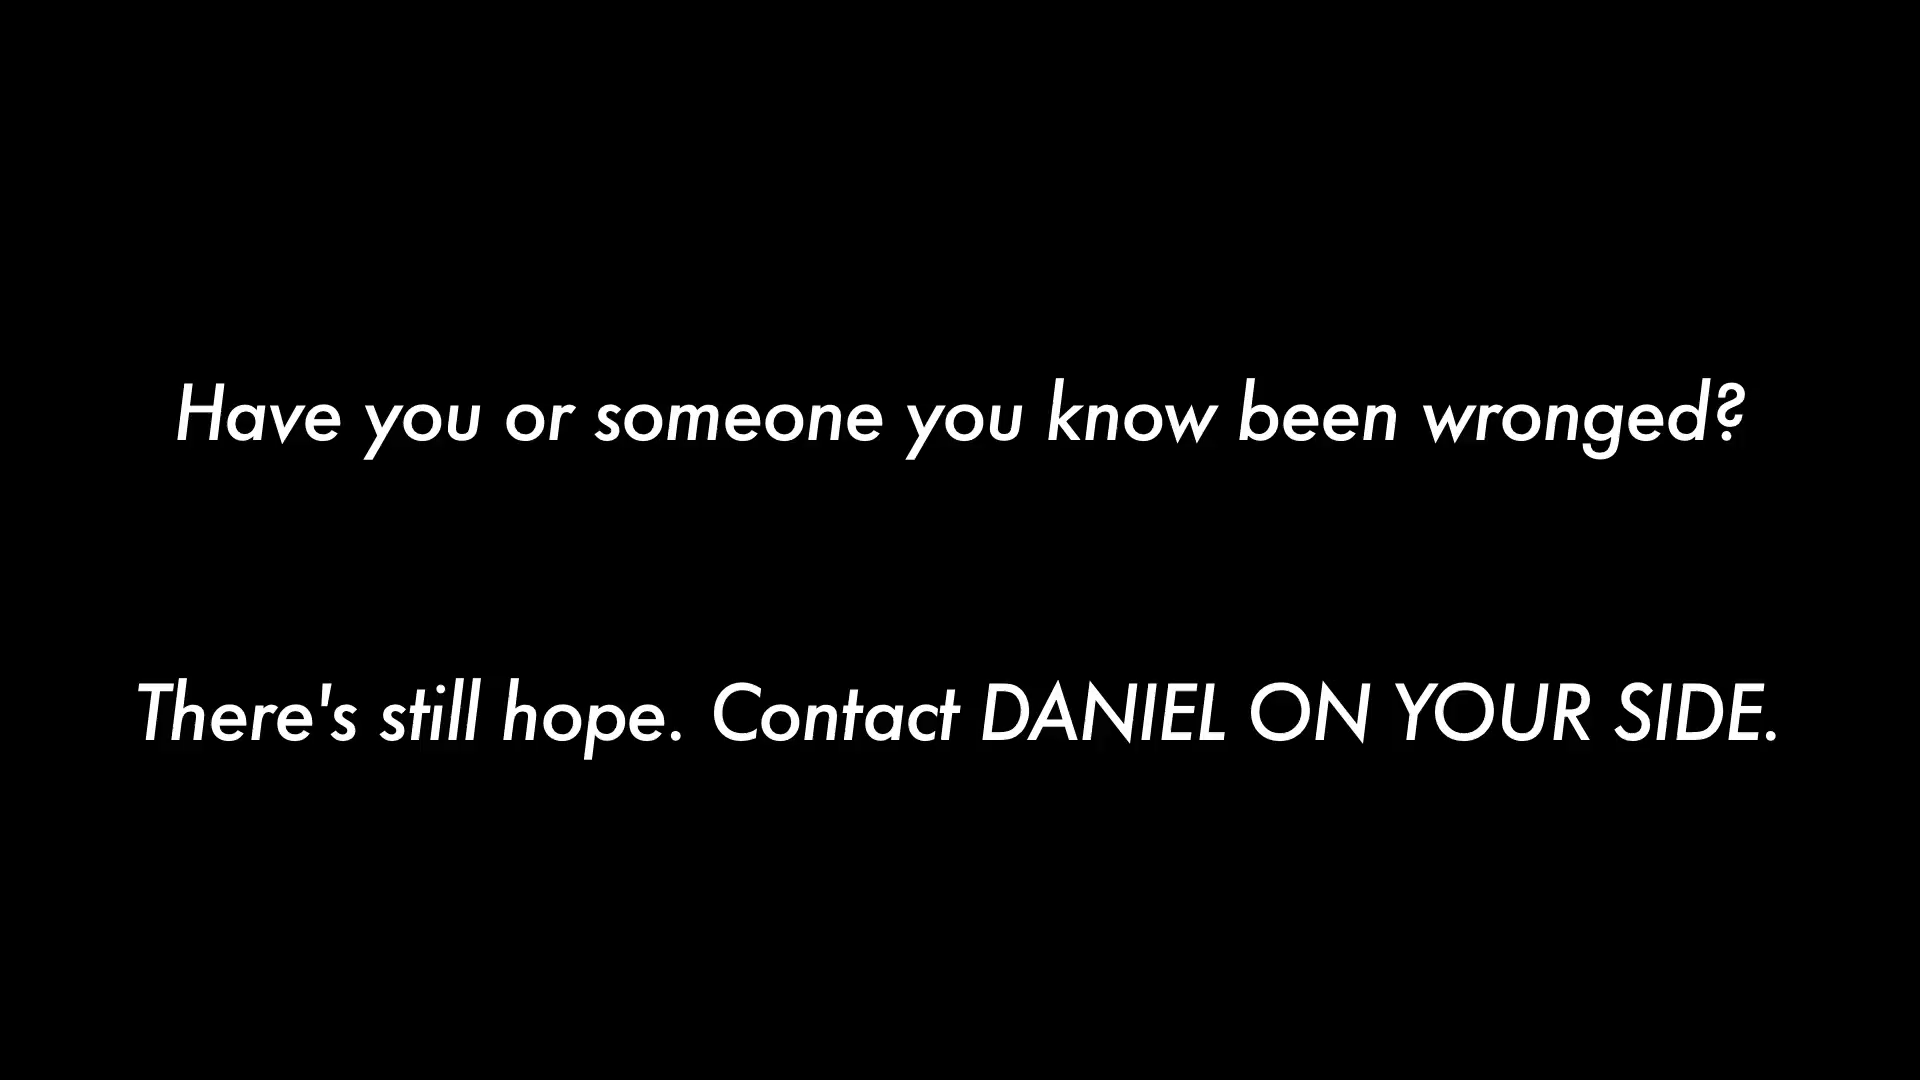 Have you or someone you know been wronged?
There's still hope. Contact DANIEL ON YOUR SIDE.